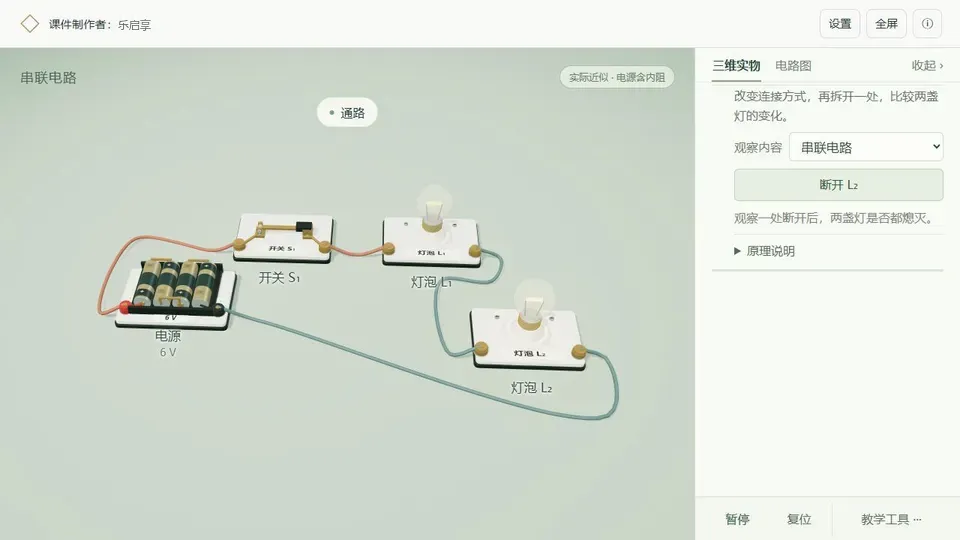 课件制作者：乐启享
设置
全屏
串联电路
实际近似 · 电源含内阻
通路
开关 S₁
开关 S₁
灯泡 L₁
灯泡 L₁
6 V
电源
6 V
灯泡 L₂
灯泡 L₂
三维实物
电路图
收起 ›
改变连接方式，再拆开一处，比较两盏
灯的变化。
观察内容
串联电路
断开 L₂
观察一处断开后，两盏灯是否都熄灭。
原理说明
暂停
复位
教学工具 ···